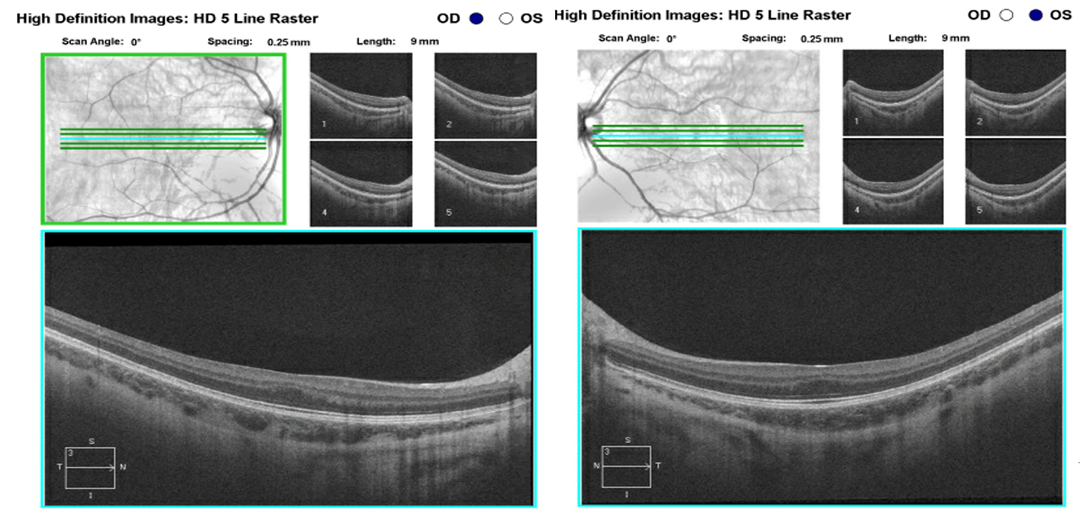 High Definition Images: HD 5 Line Raster OD OS
Scan Angle: 0° Spacing: 0.25 mm Length: 9 mm
1 2
4 5
S
3
T N
I
High Definition Images: HD 5 Line Raster OD OS
Scan Angle: 0° Spacing: 0.25 mm Length: 9 mm
1 2
4 5
S
3
N T
I